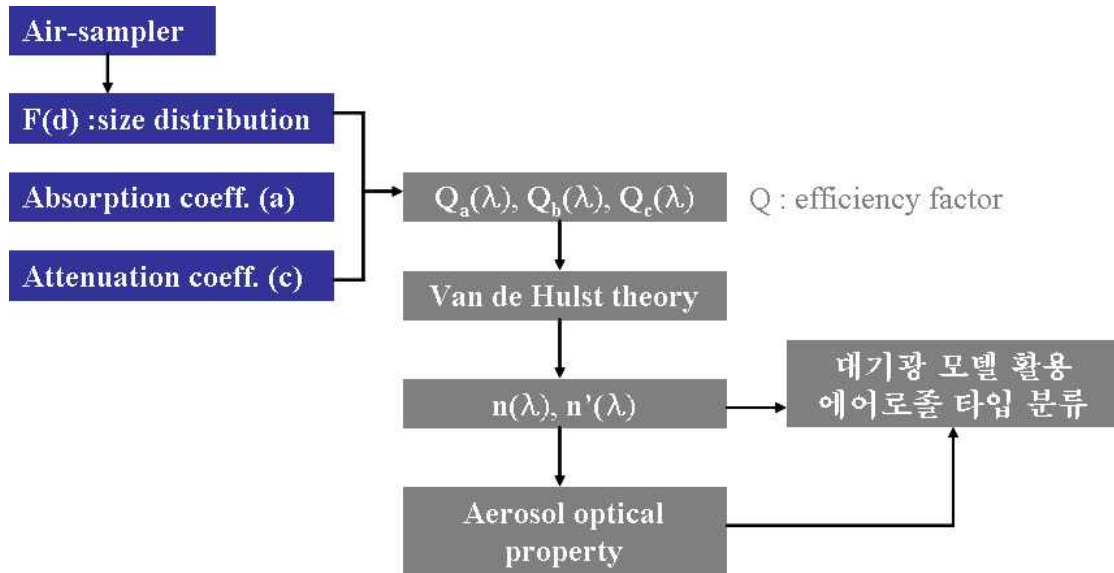 Air-sampler
F(d) :size distribution
Absorption coeff. (a)
Attenuation coeff. (c)
Qa(λ), Qb(λ), Qc(λ)
Q : efficiency factor
Van de Hulst theory
n(λ), n’(λ)
대기광 모델 활용
에어로졸 타입 분류
Aerosol optical
property